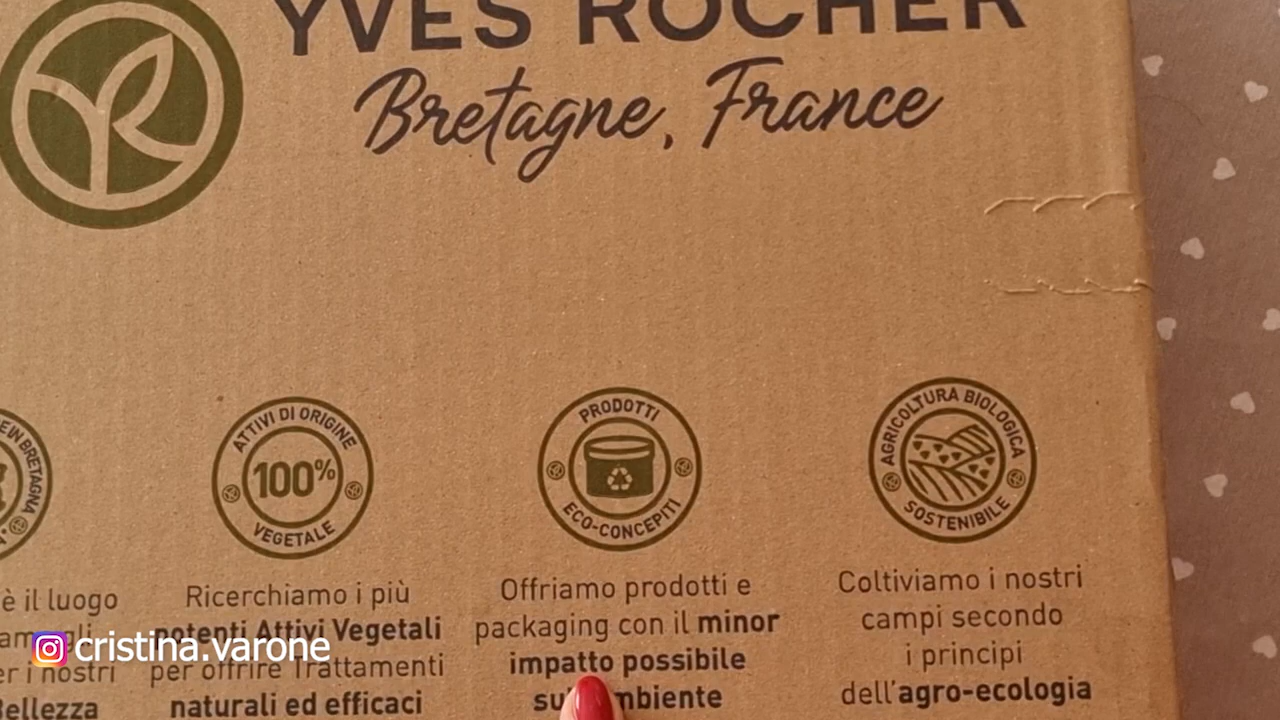 YVES ROCHER
Bretagne, France
ATTIVI DI ORIGINE
100%
VEGETALE
PRODOTTI
ECO-CONCEPITI
AGRICOLTURA BIOLOGICA
SOSTENIBILE
BRETAGNA
è il luogo
Ricerchiamo i più
potenti Attivi Vegetali
per offrire Trattamenti
naturali ed efficaci
Offriamo prodotti e
packaging con il minor
impatto possibile
Coltiviamo i nostri
campi secondo
i principi
dell'agro-ecologia
i nostri
cristina.varone